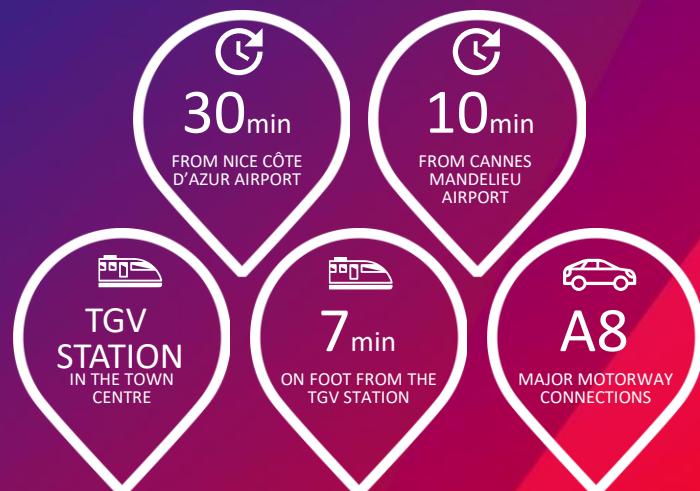 30min
FROM NICE CÔTE
D'AZUR AIRPORT
10min
FROM CANNES
MANDELIEU
AIRPORT
TGV
STATION
IN THE TOWN
CENTRE
7min
ON FOOT FROM THE
TGV STATION
A8
MAJOR MOTORWAY
CONNECTIONS